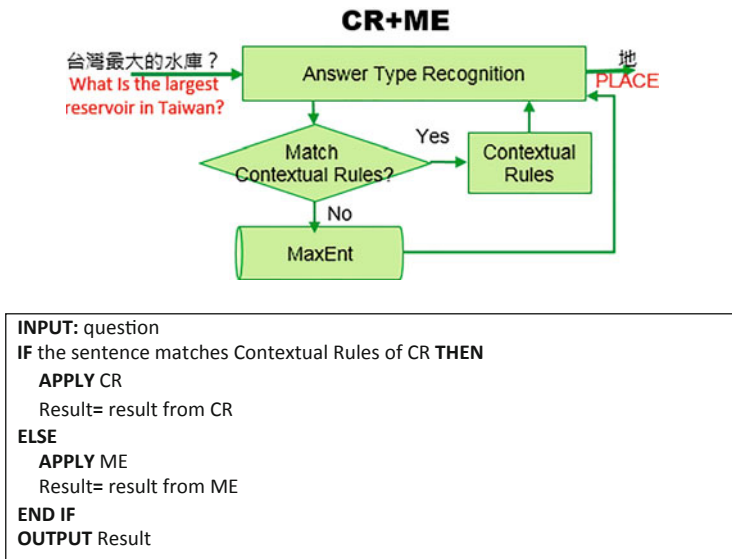 CR+ME
台灣最大的水庫？
What Is the largest
reservoir in Taiwan?
Answer Type Recognition
地
PLACE
Match
Contextual Rules?
Yes
Contextual
Rules
No
MaxEnt
INPUT: question
IF the sentence matches Contextual Rules of CR THEN
APPLY CR
Result= result from CR
ELSE
APPLY ME
Result= result from ME
END IF
OUTPUT Result